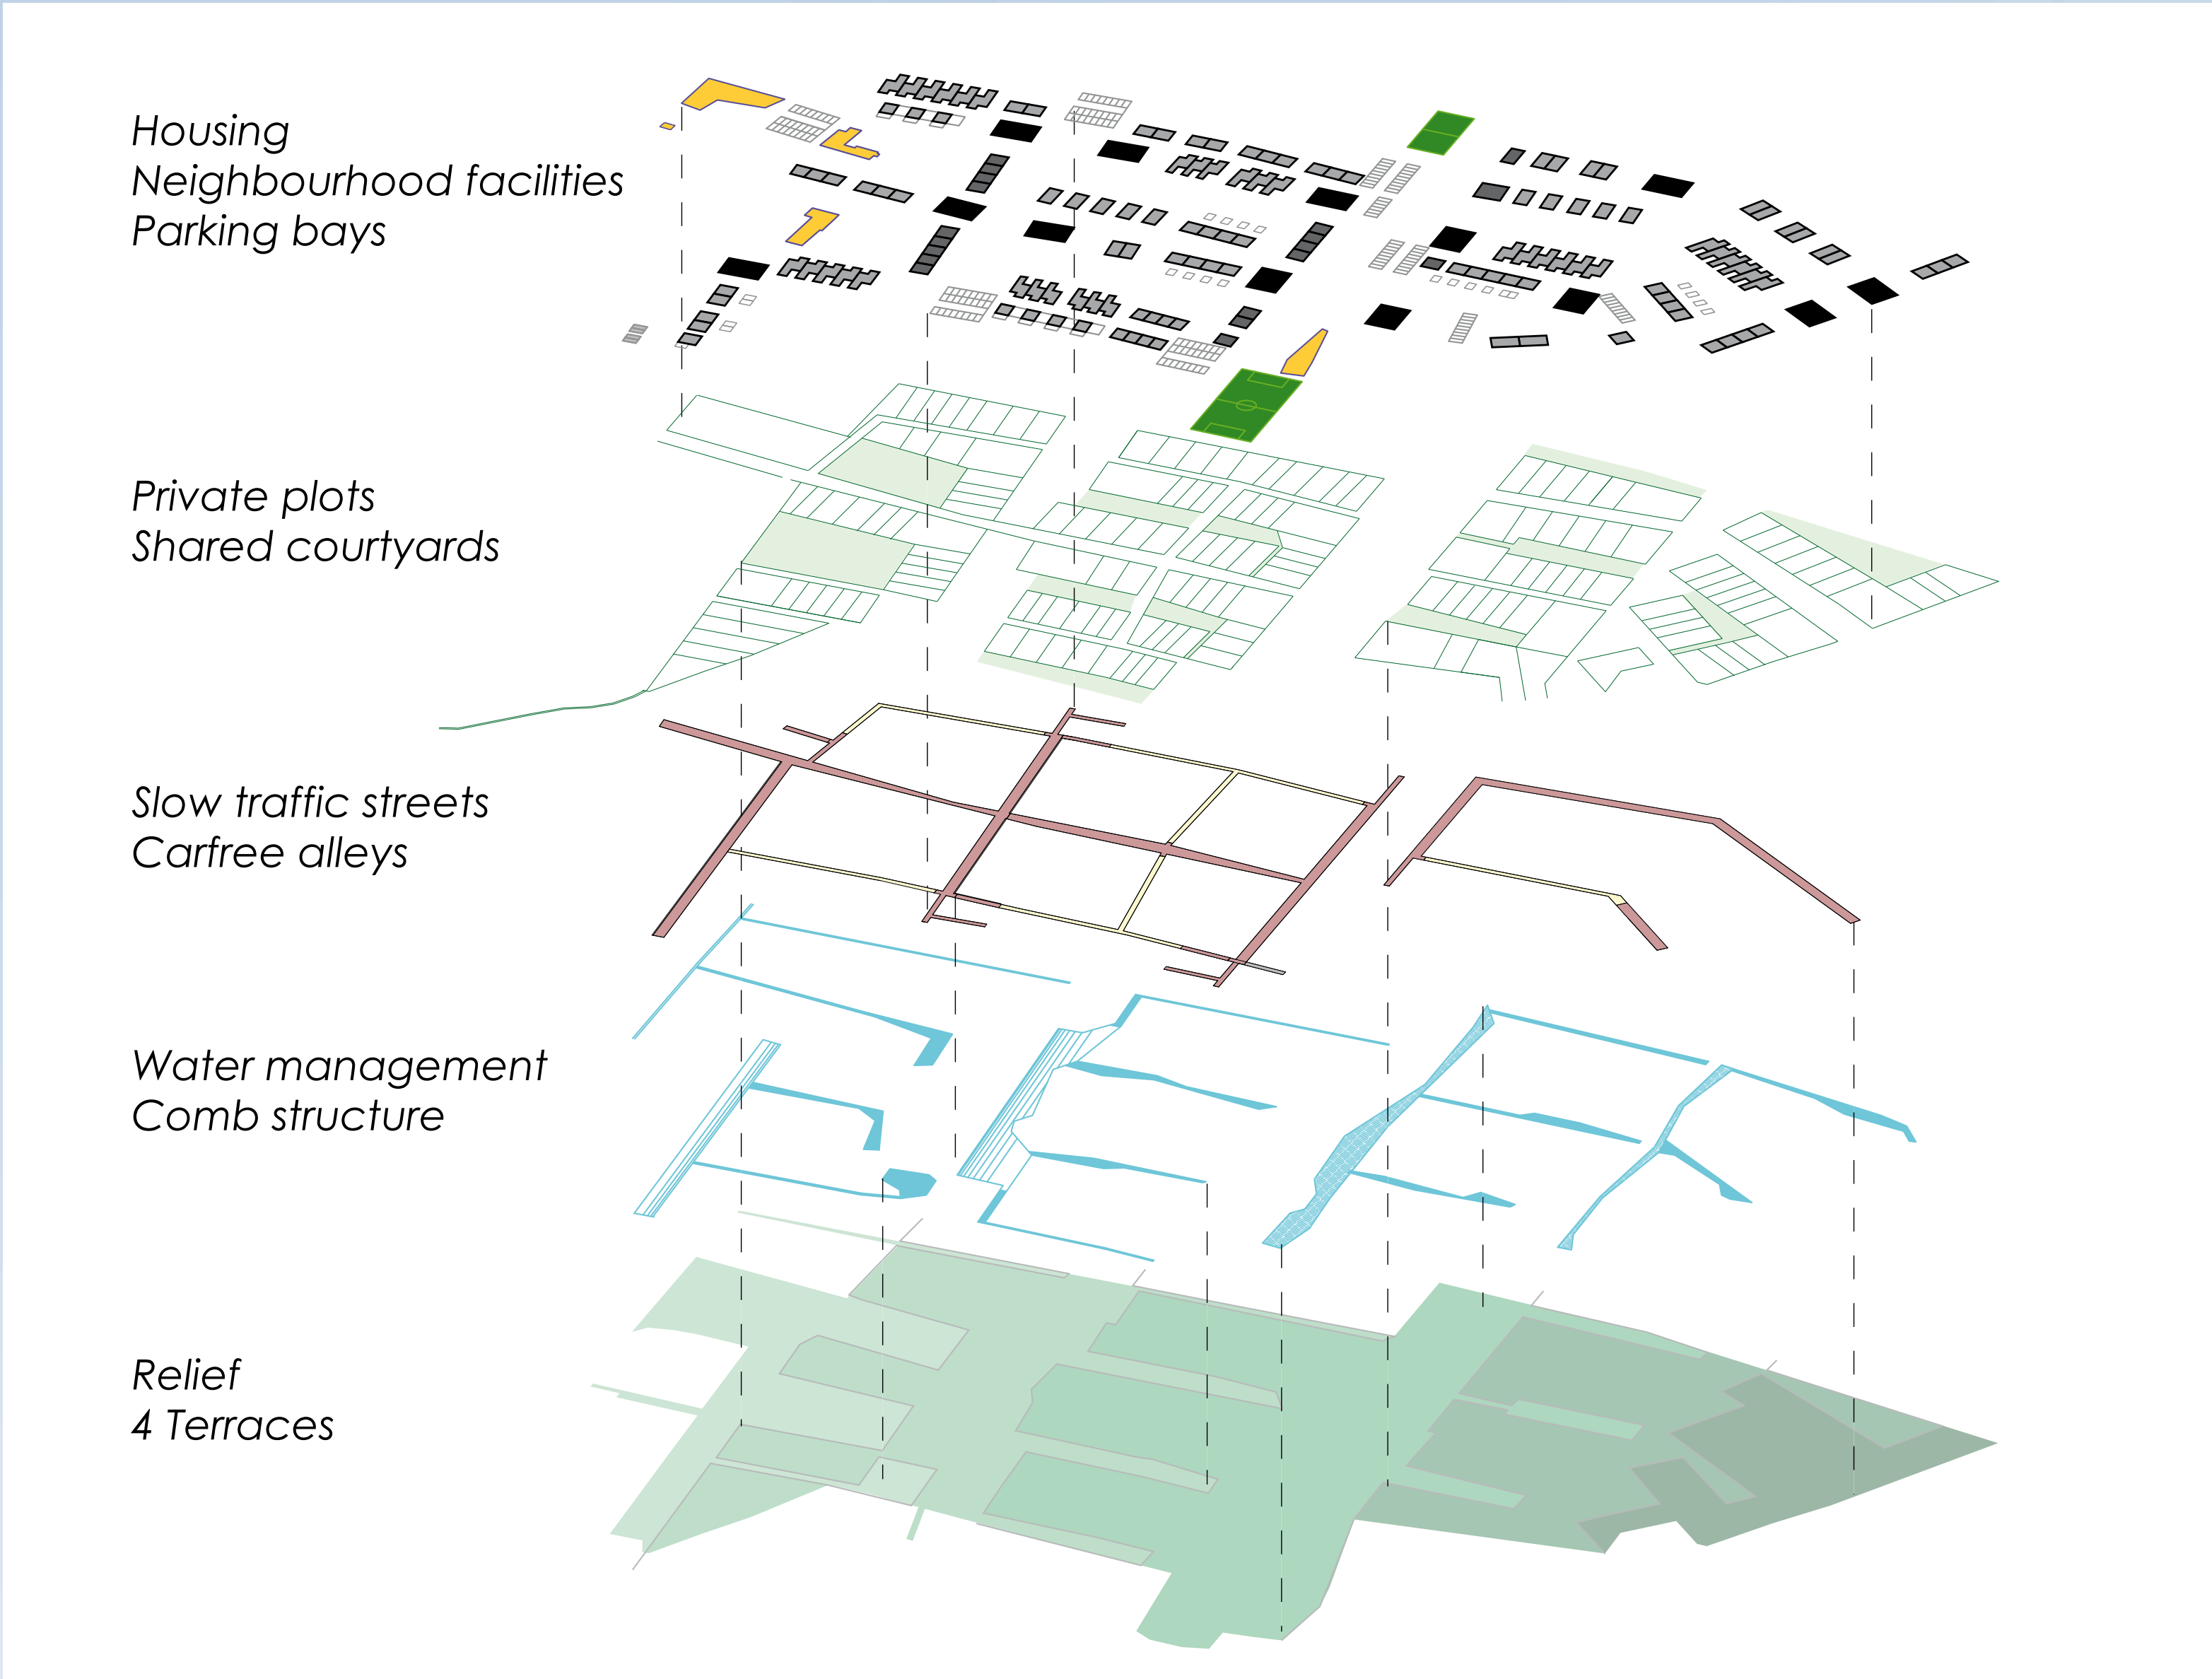 Housing
Neighbourhood facilities
Parking bays
Private plots
Shared courtyards
Slow traffic streets
Carfree alleys
Water management
Comb structure
Relief
4 Terraces